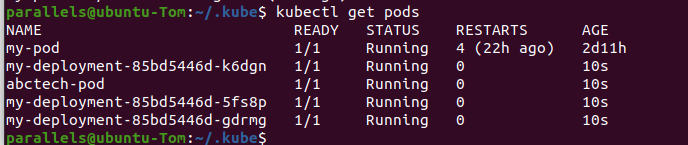 parallels@ubuntu-Tom:~/.kube$ kubectl get pods
NAME READY STATUS RESTARTS AGE
my-pod 1/1 Running 4 (22h ago) 2d11h
my-deployment-85bd5446d-k6dgn 1/1 Running 0 10s
abctech-pod 1/1 Running 0 10s
my-deployment-85bd5446d-5fs8p 1/1 Running 0 10s
my-deployment-85bd5446d-gdrmg 1/1 Running 0 10s
parallels@ubuntu-Tom:~/.kube$